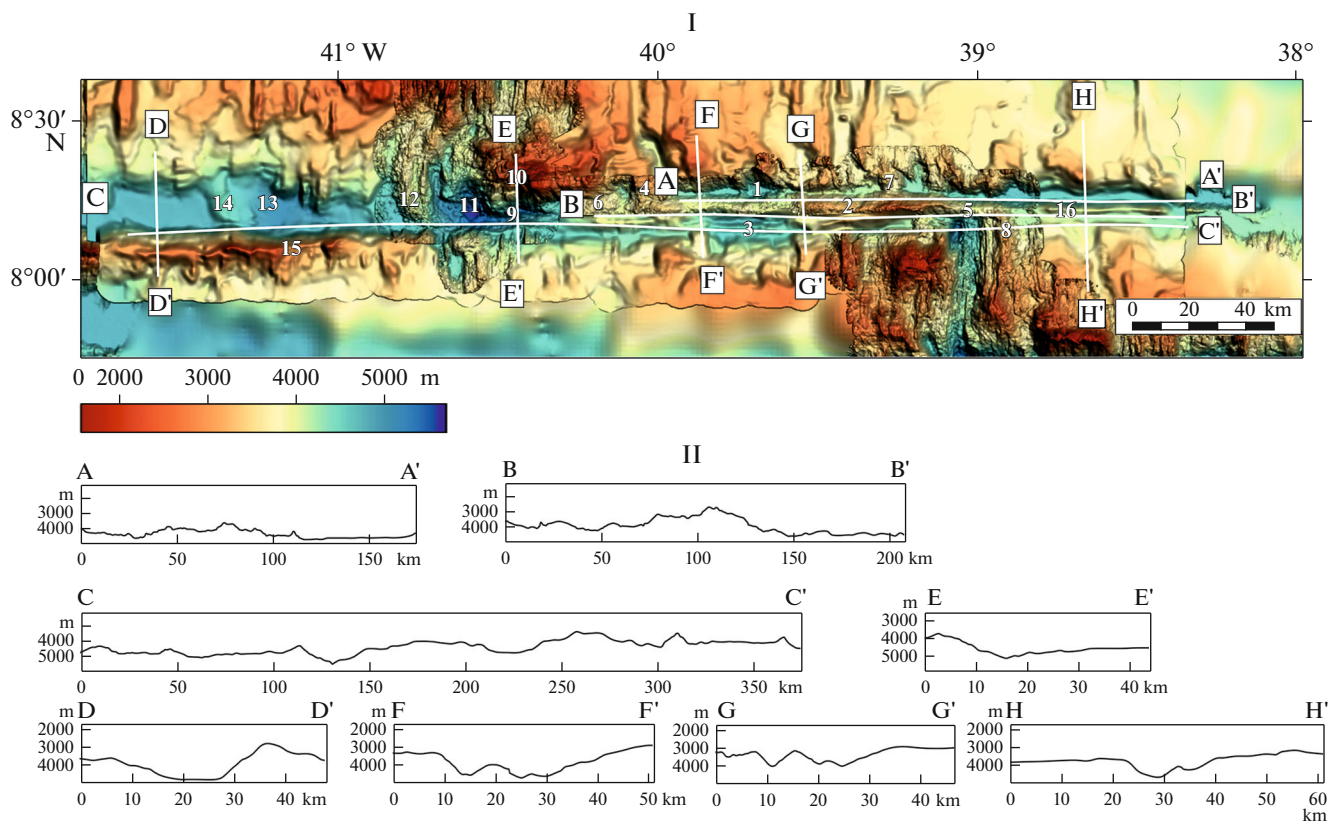 I
41° W 40° 39° 38°
8°30′
N
8°00′
D E F G H
C 14 13 12 11 10 9 B 6 4 A 1 7 2 3 5 16 8 A' B' C'
15
D' E' F' G' H'
0 20 40 km
0 2000 3000 4000 5000 m
II
A A'
m
3000
4000
0 50 100 150 km
B B'
m
3000
4000
0 50 100 150 200 km
C C'
m
4000
5000
0 50 100 150 200 250 300 350 km
E E'
m
3000
4000
5000
0 10 20 30 40 km
D D'
m
2000
3000
4000
0 10 20 30 40 km
F F'
m
2000
3000
4000
0 10 20 30 40 50 km
G G'
m
2000
3000
4000
0 10 20 30 40 km
H H'
m
2000
3000
4000
0 10 20 30 40 50 60
km